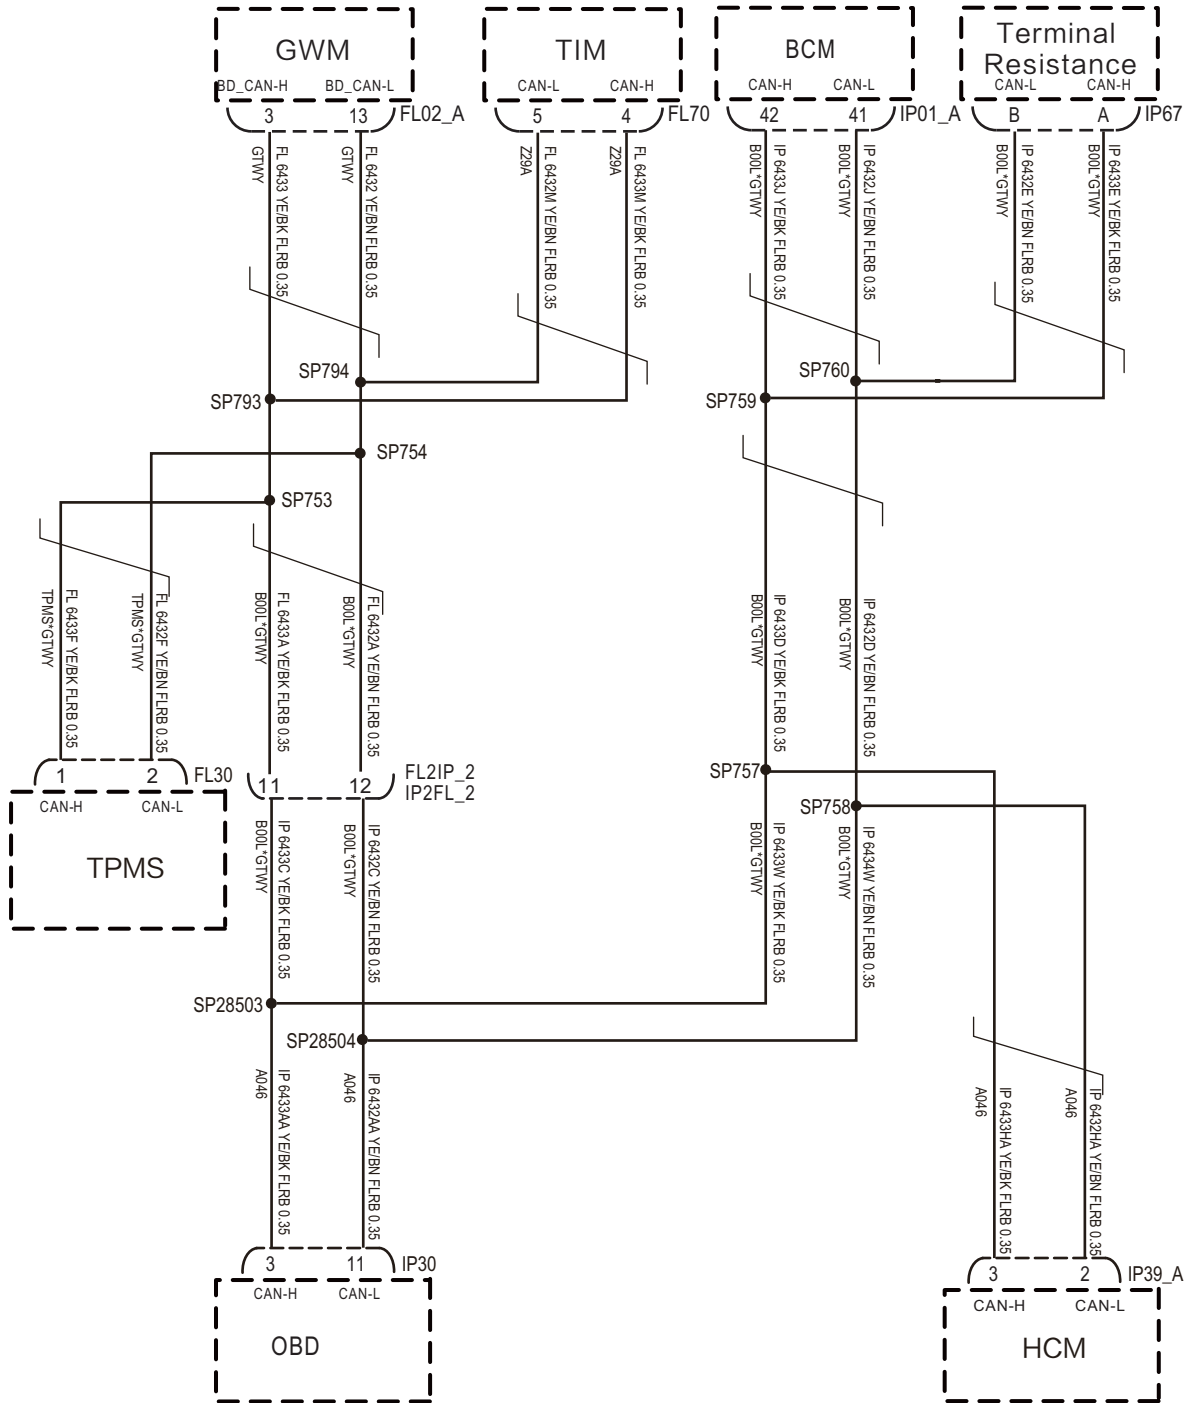 GWM
TIM
BCM
Terminal
Resistance
BD_CAN-H
BD_CAN-L
CAN-L
CAN-H
CAN-H
CAN-L
CAN-L
CAN-H
3
13
FL02_A
5
4
FL70
42
41
IP01_A
B
A
IP67
GTWY
FL 6433 YE/BK FLRB 0.35
GTWY
FL 6432 YE/BN FLRB 0.35
Z29A
FL 6432M YE/BN FLRB 0.35
Z29A
FL 6433M YE/BK FLRB 0.35
B00L*GTWY
IP 6433J YE/BK FLRB 0.35
B00L*GTWY
IP 6432J YE/BN FLRB 0.35
B00L*GTWY
IP 6432E YE/BN FLRB 0.35
B00L*GTWY
IP 6433E YE/BK FLRB 0.35
SP794
SP760
SP793
SP759
SP754
SP753
TPMS*GTWY
FL 6433F YE/BK FLRB 0.35
TPMS*GTWY
FL 6432F YE/BN FLRB 0.35
B00L*GTWY
FL 6433A YE/BK FLRB 0.35
B00L*GTWY
FL 6432A YE/BN FLRB 0.35
B00L*GTWY
IP 6433D YE/BK FLRB 0.35
B00L*GTWY
IP 6432D YE/BN FLRB 0.35
1
2
FL30
CAN-H
CAN-L
TPMS
11
12
FL2IP_2
IP2FL_2
SP757
SP758
B00L*GTWY
IP 6433C YE/BK FLRB 0.35
B00L*GTWY
IP 6432C YE/BN FLRB 0.35
B00L*GTWY
IP 6433W YE/BK FLRB 0.35
B00L*GTWY
IP 6434W YE/BN FLRB 0.35
SP28503
SP28504
A046
IP 6433AA YE/BK FLRB 0.35
A046
IP 6432AA YE/BN FLRB 0.35
A046
IP 6433HA YE/BK FLRB 0.35
A046
IP 6432HA YE/BN FLRB 0.35
3
11
IP30
CAN-H
CAN-L
OBD
3
2
IP39_A
CAN-H
CAN-L
HCM